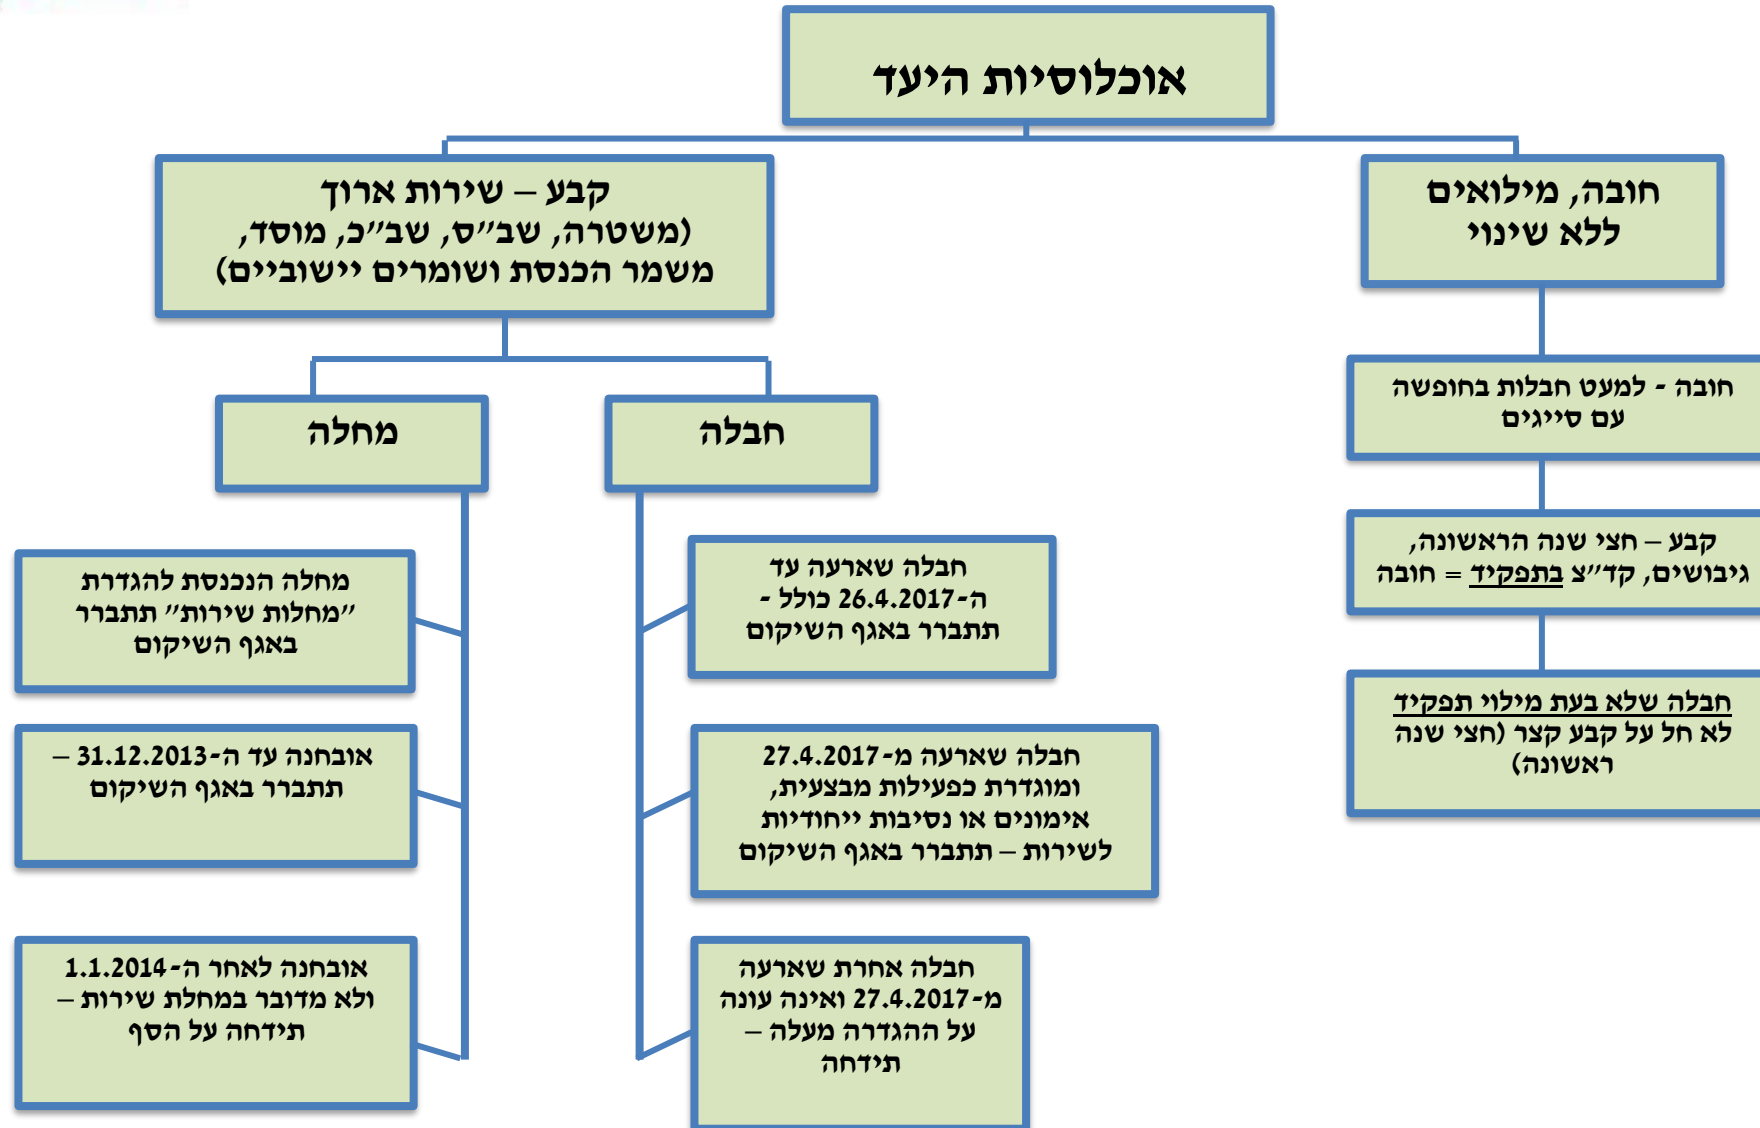 אוכלוסיות היעד
חובה, מילואים
ללא שינוי
חובה - למעט חבלות בחופשה
עם סייגים
קבע – חצי שנה הראשונה,
גיבושים, קד״צ בתפקיד = חובה
חבלה שלא בעת מילוי תפקיד
לא חל על קבע קצר (חצי שנה
ראשונה)
קבע – שירות ארוך
(משטרה, שב״ס, שב״כ, מוסד,
משמר הכנסת ושומרים יישוביים)
חבלה
חבלה שארעה עד
ה-26.4.2017 כולל -
תתברר באגף השיקום
חבלה שארעה מ-27.4.2017
ומוגדרת כפעילות מבצעית,
אימונים או נסיבות ייחודיות
לשירות – תתברר באגף השיקום
חבלה אחרת שארעה
מ-27.4.2017 ואינה עונה
על ההגדרה מעלה –
תידחה
מחלה
מחלה הנכנסת להגדרת
״מחלות שירות״ תתברר
באגף השיקום
אובחנה עד ה-31.12.2013 –
תתברר באגף השיקום
אובחנה לאחר ה-1.1.2014
ולא מדובר במחלת שירות –
תידחה על הסף